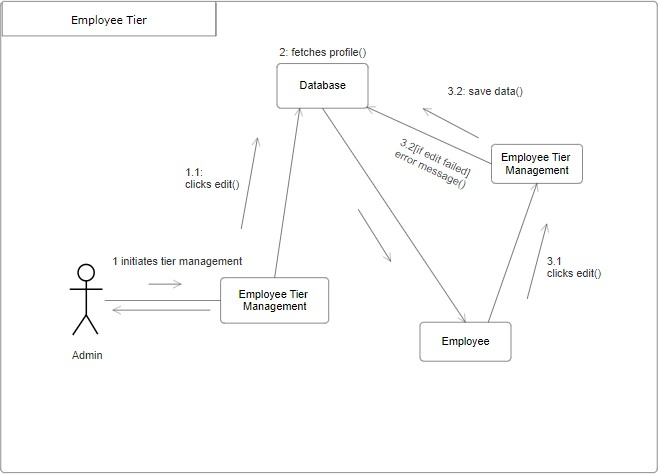 Employee Tier
2: fetches profile()
Database
3.2: save data()
3.2[if edit failed]
error message()
Employee Tier
Management
1.1:
clicks edit()
1 initiates tier management
3.1
clicks edit()
Employee Tier
Management
Employee
Admin